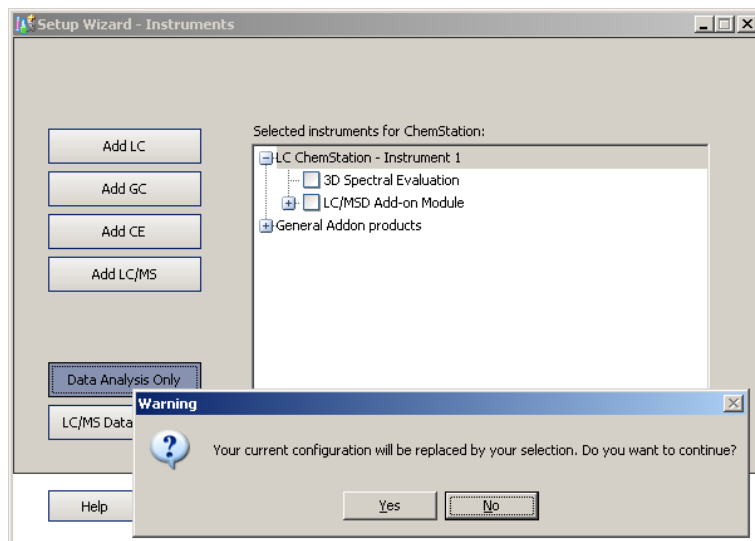 Setup Wizard - Instruments
Selected instruments for ChemStation:
Add LC
LC ChemStation - Instrument 1
3D Spectral Evaluation
Add GC
LC/MSD Add-on Module
General Addon products
Add CE
Add LC/MS
Data Analysis Only
Warning
LC/MS Data
Your current configuration will be replaced by your selection. Do you want to continue?
Help
Yes
No